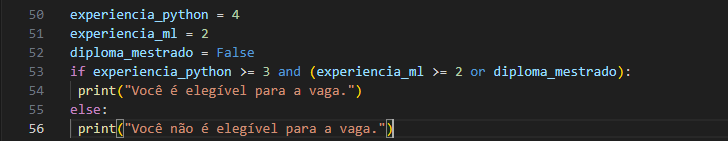 50 experiencia_python = 4
51 experiencia_ml = 2
52 diploma_mestrado = False
53 if experiencia_python >= 3 and (experiencia_ml >= 2 or diploma_mestrado):
54  print("Você é elegível para a vaga.")
55 else:
56  print("Você não é elegível para a vaga.")